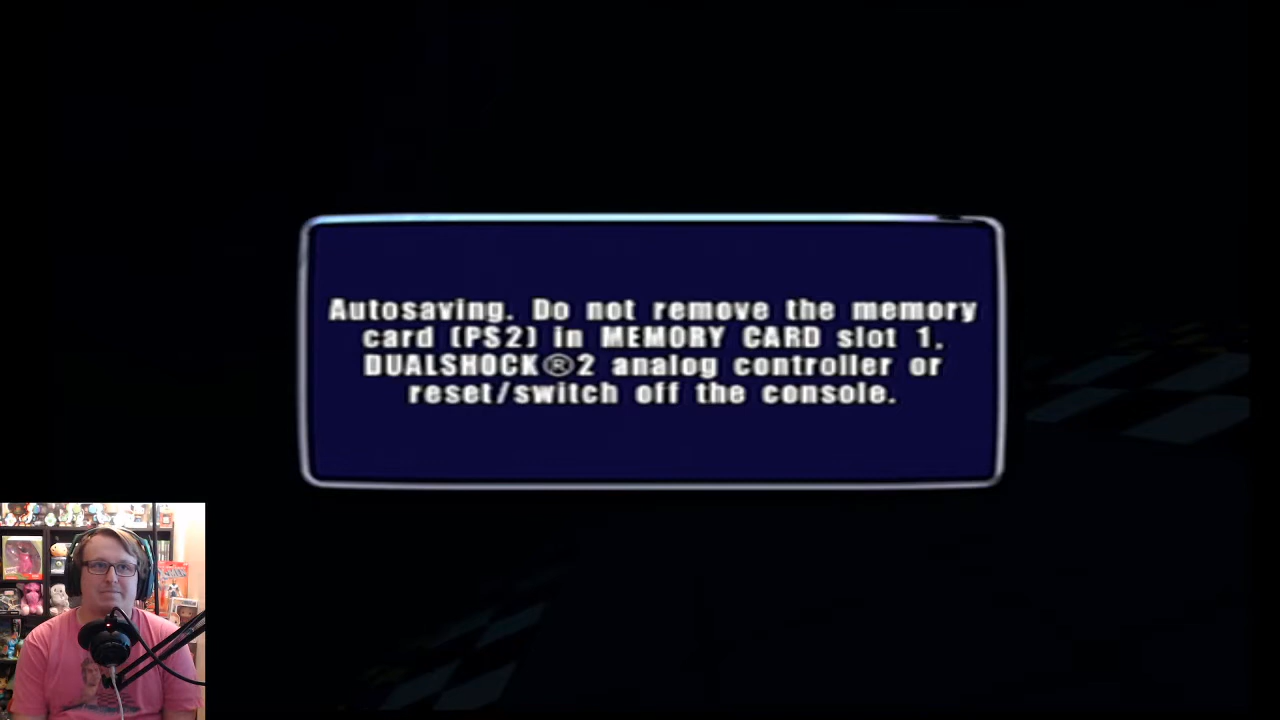 Autosaving. Do not remove the memory
card (PS2) in MEMORY CARD slot 1,
DUALSHOCK®2 analog controller or
reset/switch off the console.